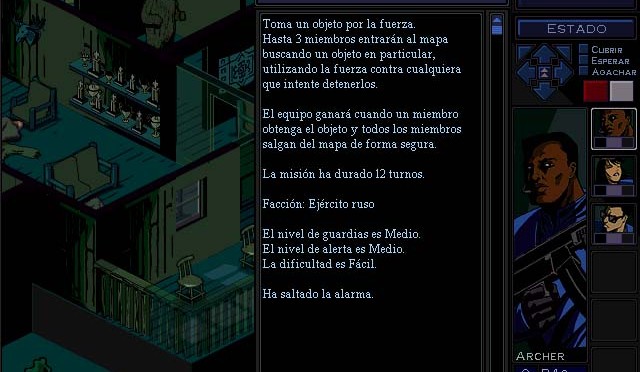 Toma un objeto por la fuerza.
Hasta 3 miembros entrarán al mapa
buscando un objeto en particular,
utilizando la fuerza contra cualquiera
que intente detenerlos.
El equipo ganará cuando un miembro
obtenga el objeto y todos los miembros
salgan del mapa de forma segura.
La misión ha durado 12 turnos.
Facción: Ejército ruso
El nivel de guardias es Medio.
El nivel de alerta es Medio.
La dificultad es Fácil.
Ha saltado la alarma.
ESTADO
CUBRIR
ESPERAR
AGACHAR
ARCHER